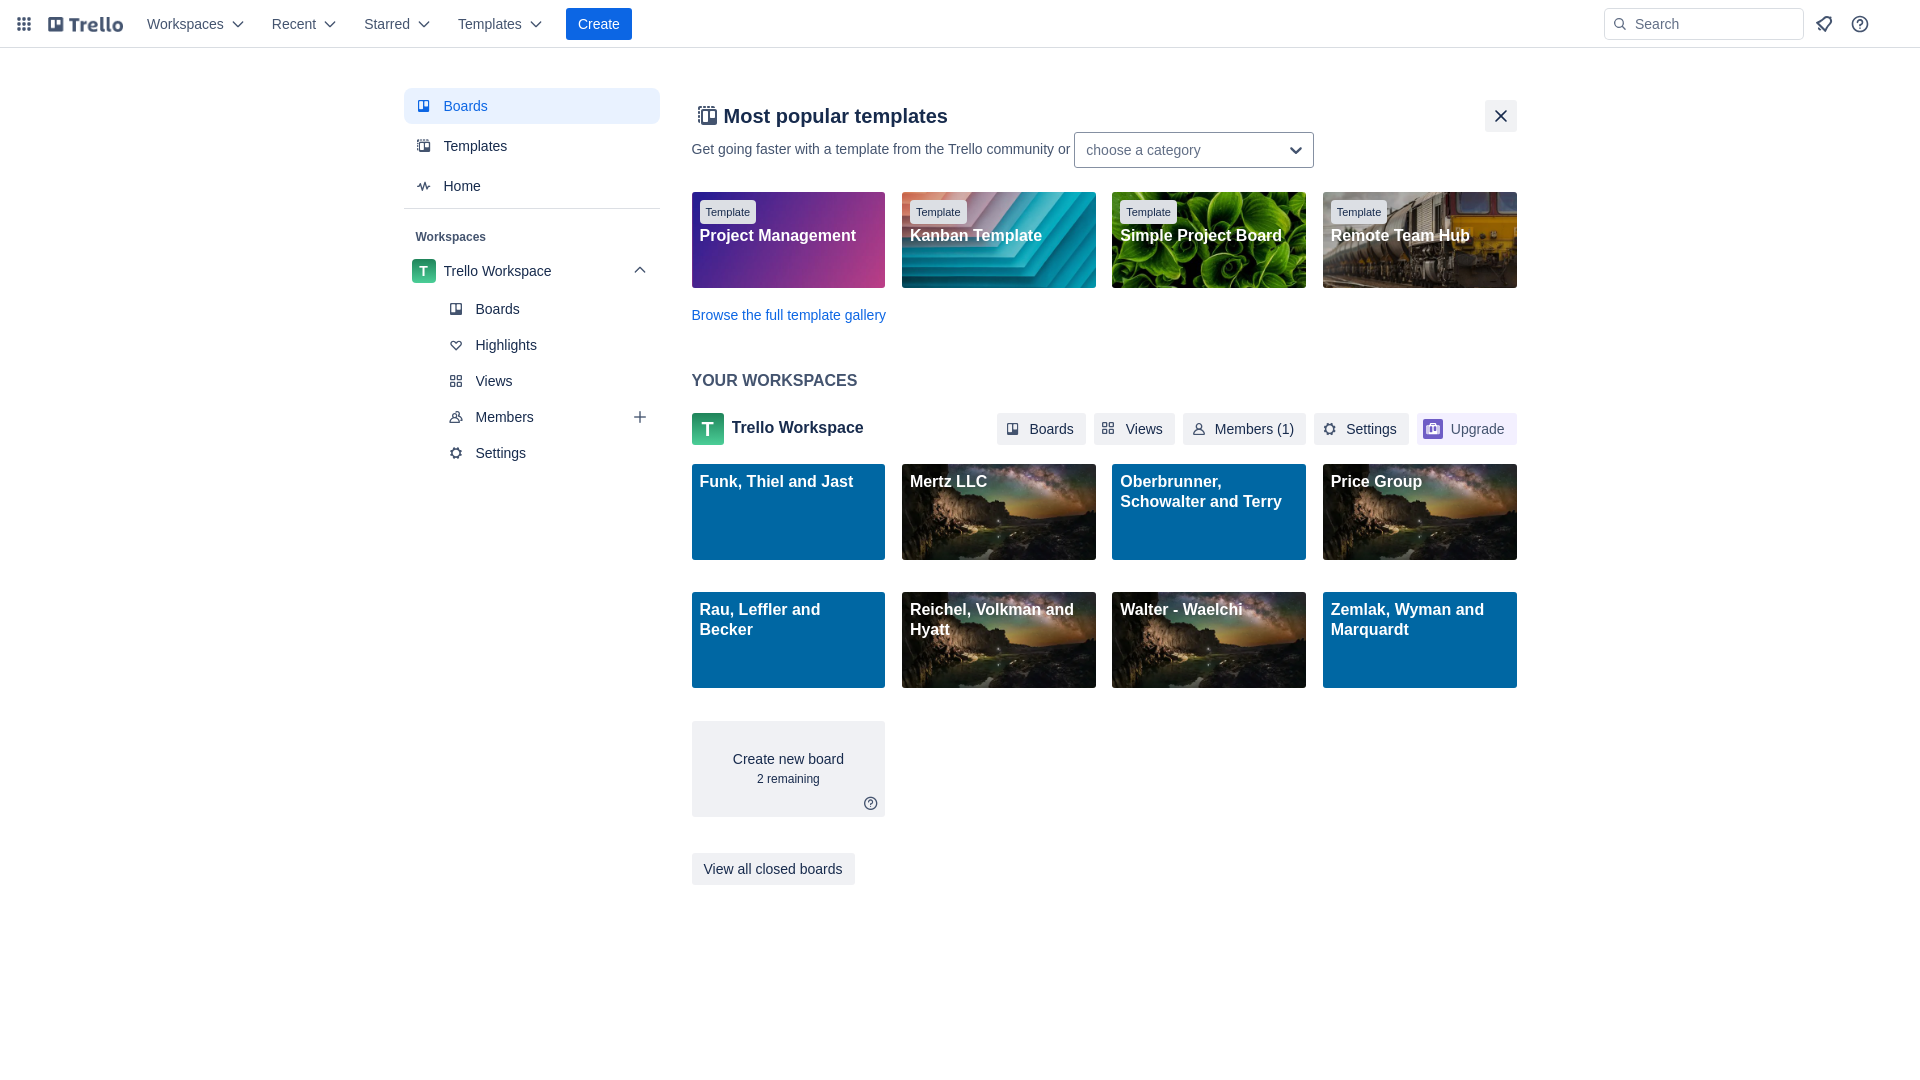 Trello
Workspaces
Recent
Starred
Templates
Create
Search
Boards
Templates
Home
Workspaces
T
Trello Workspace
Boards
Highlights
Views
Members
Settings
Most popular templates
Get going faster with a template from the Trello community or
choose a category
Template
Project Management
Template
Kanban Template
Template
Simple Project Board
Template
Remote Team Hub
Browse the full template gallery
YOUR WORKSPACES
T
Trello Workspace
Boards
Views
Members (1)
Settings
Upgrade
Funk, Thiel and Jast
Mertz LLC
Oberbrunner,
Schowalter and Terry
Price Group
Rau, Leffler and
Becker
Reichel, Volkman and
Hyatt
Walter - Waelchi
Zemlak, Wyman and
Marquardt
Create new board
2 remaining
View all closed boards